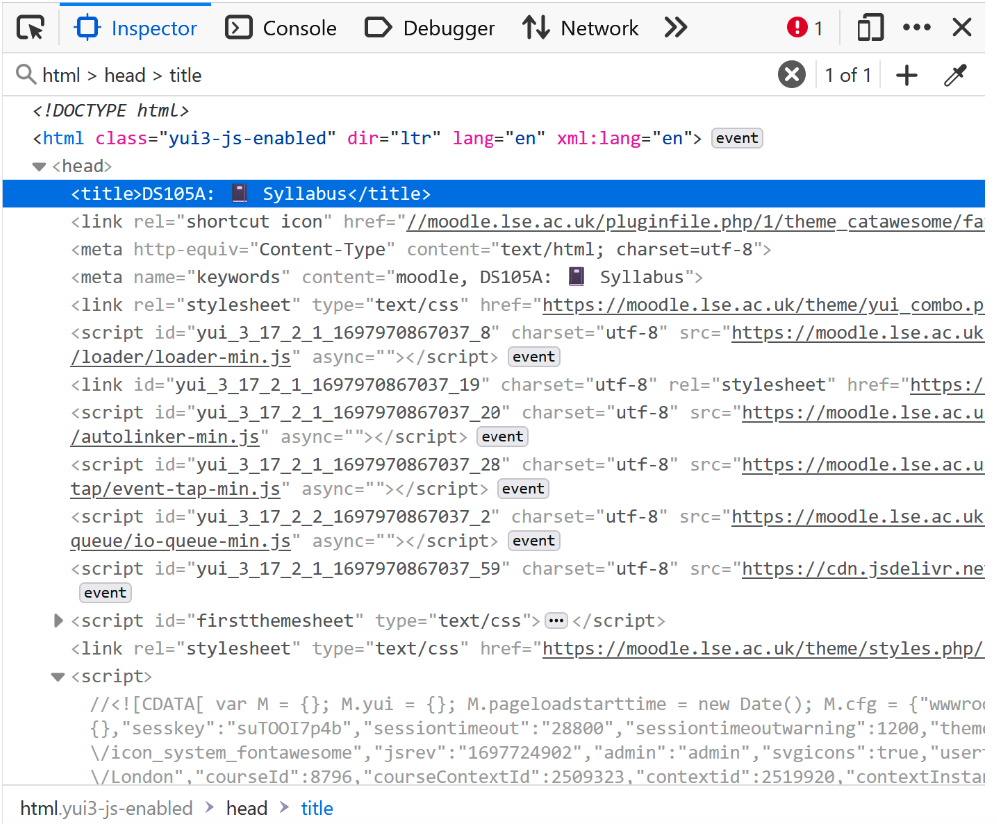 Inspector Console Debugger Network 1
html > head > title 1 of 1
<!DOCTYPE html>
<html class="yui3-js-enabled" dir="ltr" lang="en" xml:lang="en"> event
<head>
<title>DS105A: 📓 Syllabus</title>
<link rel="shortcut icon" href="//moodle.lse.ac.uk/pluginfile.php/1/theme_catawesome/fa
<meta http-equiv="Content-Type" content="text/html; charset=utf-8">
<meta name="keywords" content="moodle, DS105A: 📓 Syllabus">
<link rel="stylesheet" type="text/css" href="https://moodle.lse.ac.uk/theme/yui_combo.p
<script id="yui_3_17_2_1_1697970867037_8" charset="utf-8" src="https://moodle.lse.ac.uk
/loader/loader-min.js" async=""></script> event
<link id="yui_3_17_2_1_1697970867037_19" charset="utf-8" rel="stylesheet" href="https:/
<script id="yui_3_17_2_1_1697970867037_20" charset="utf-8" src="https://moodle.lse.ac.u
/autolinker-min.js" async=""></script> event
<script id="yui_3_17_2_1_1697970867037_28" charset="utf-8" src="https://moodle.lse.ac.u
tap/event-tap-min.js" async=""></script> event
<script id="yui_3_17_2_2_1697970867037_2" charset="utf-8" src="https://moodle.lse.ac.uk
queue/io-queue-min.js" async=""></script> event
<script id="yui_3_17_2_1_1697970867037_59" charset="utf-8" src="https://cdn.jsdelivr.ne
event
<script id="firstthemesheet" type="text/css">…</script>
<link rel="stylesheet" type="text/css" href="https://moodle.lse.ac.uk/theme/styles.php/
<script>
//<![CDATA[ var M = {}; M.yui = {}; M.pageloadstarttime = new Date(); M.cfg = {"wwwroo
{},"sesskey":"suTOOI7p4b","sessiontimeout":"28800","sessiontimeoutwarning":1200,"theme
\/icon_system_fontawesome","jsrev":"1697724902","admin":"admin","svgicons":true,"usert
\/London","courseId":8796,"courseContextId":2509323,"contextid":2519920,"contextInstan
html.yui3-js-enabled > head > title